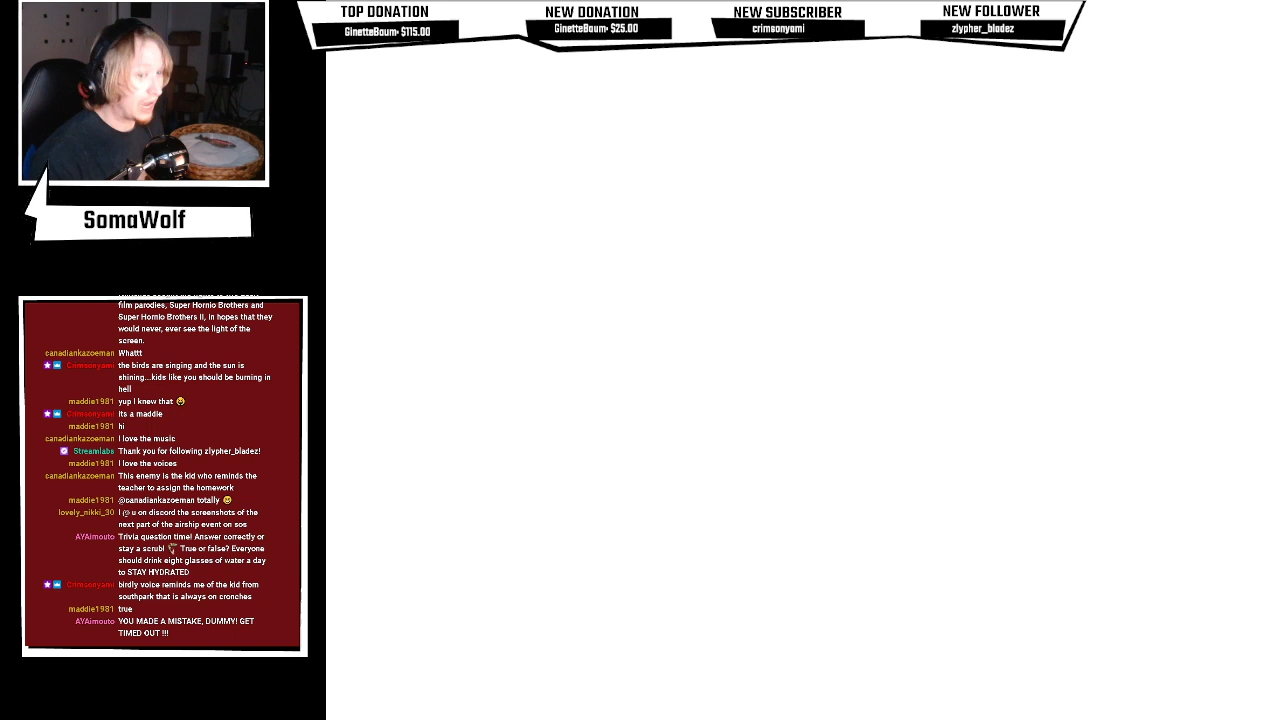 TOP DONATION
GinetteBaum: $115.00
NEW DONATION
GinetteBaum: $25.00
NEW SUBSCRIBER
crimsonyami
NEW FOLLOWER
zlypher_bladez
SomaWolf
film parodies, Super Hornio Brothers and
Super Hornio Brothers II, in hopes that they
would never, ever see the light of the
screen.
canadiankazoeman Whattt
Crimsonyami the birds are singing and the sun is
shining...kids like you should be burning in
hell
maddie1981 yup I knew that
Crimsonyami Its a maddie
maddie1981 hi
canadiankazoeman I love the music
Streamlabs Thank you for following zlypher_bladez!
maddie1981 I love the voices
canadiankazoeman This enemy is the kid who reminds the
teacher to assign the homework
maddie1981 @canadiankazoeman totally
lovely_nikki_30 I @ u on discord the screenshots of the
next part of the airship event on sos
AYAimouto Trivia question time! Answer correctly or
stay a scrub! True or false? Everyone
should drink eight glasses of water a day
to STAY HYDRATED
Crimsonyami birdly voice reminds me of the kid from
southpark that is always on cronches
maddie1981 true
AYAimouto YOU MADE A MISTAKE, DUMMY! GET
TIMED OUT !!!